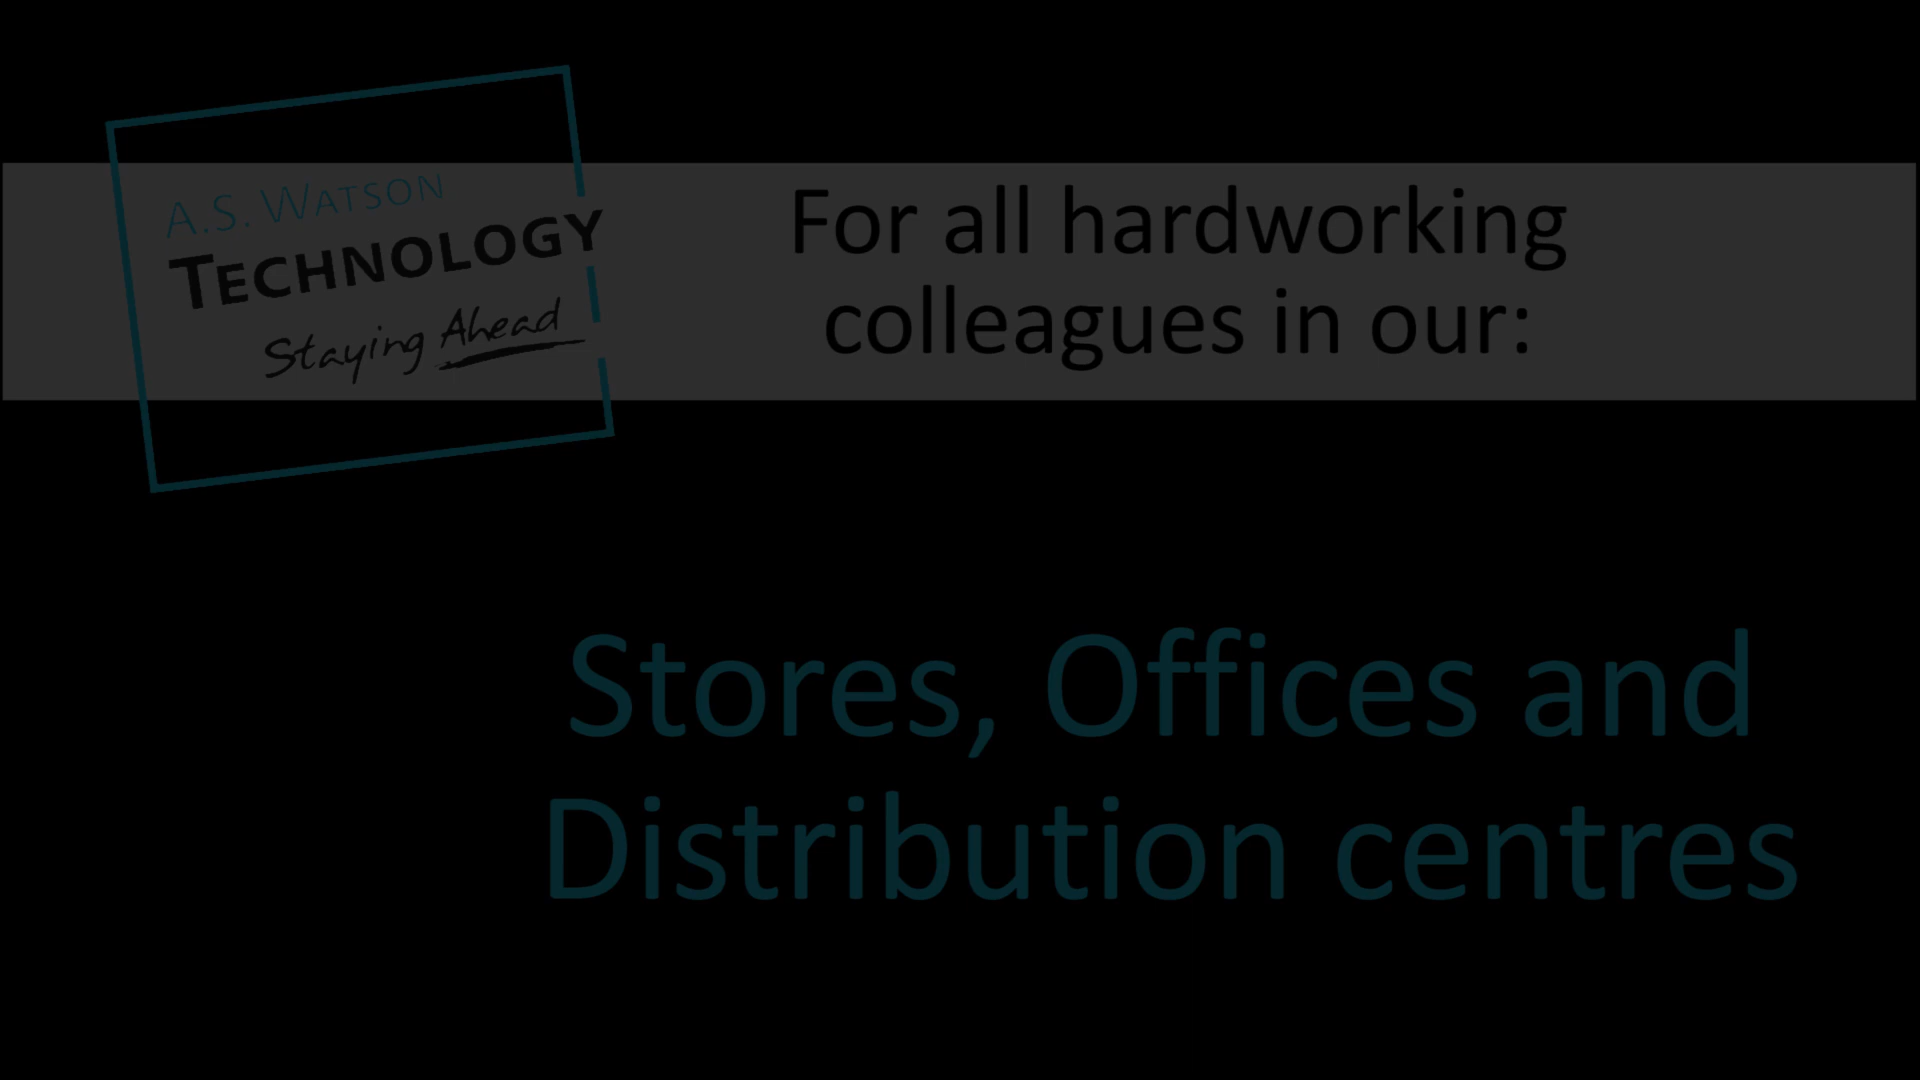 A.S. WATSON
TECHNOLOGY
Staying Ahead
For all hardworking
colleagues in our:
Stores, Offices and
Distribution centres